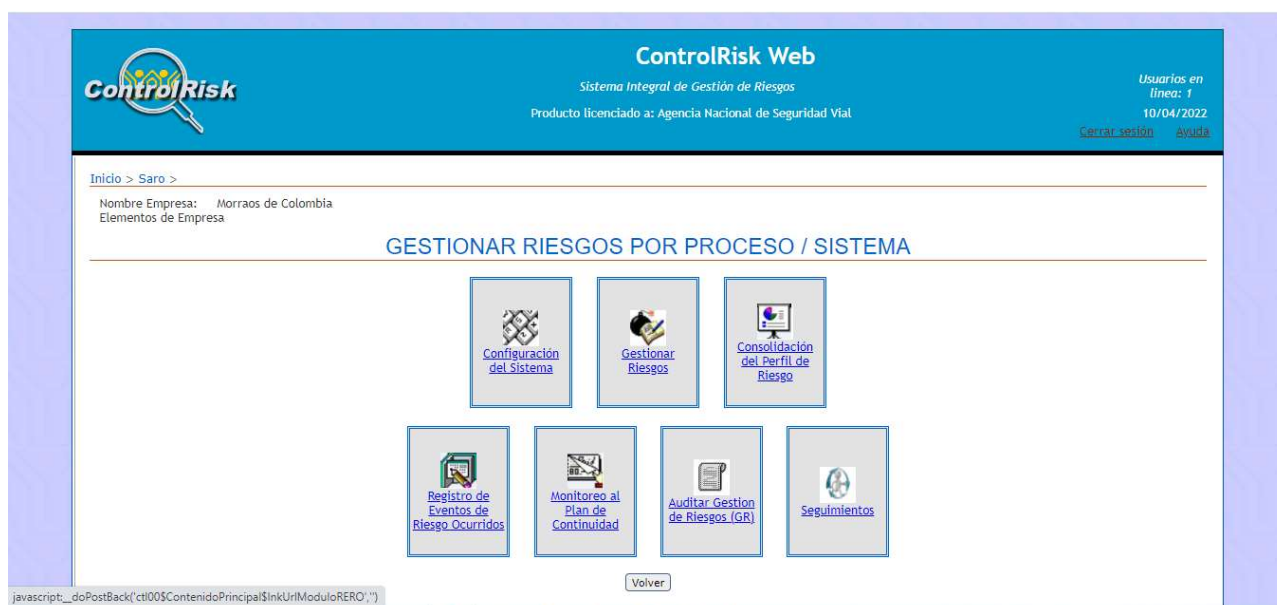 ControlRisk
ControlRisk Web
Sistema Integral de Gestión de Riesgos
Producto licenciado a: Agencia Nacional de Seguridad Vial
Usuarios en
línea: 1
10/04/2022
Cerrar sesión Ayuda
Inicio > Saro >
Nombre Empresa: Morraos de Colombia
Elementos de Empresa
GESTIONAR RIESGOS POR PROCESO / SISTEMA
Configuración
del Sistema
Gestionar
Riesgos
Consolidación
del Perfil de
Riesgo
Registro de
Eventos de
Riesgo Ocurridos
Monitoreo al
Plan de
Continuidad
Auditar Gestion
de Riesgos (GR)
Seguimientos
Volver
javascript:__doPostBack('ctl00$ContenidoPrincipal$lnkUrlModuloRERO','')